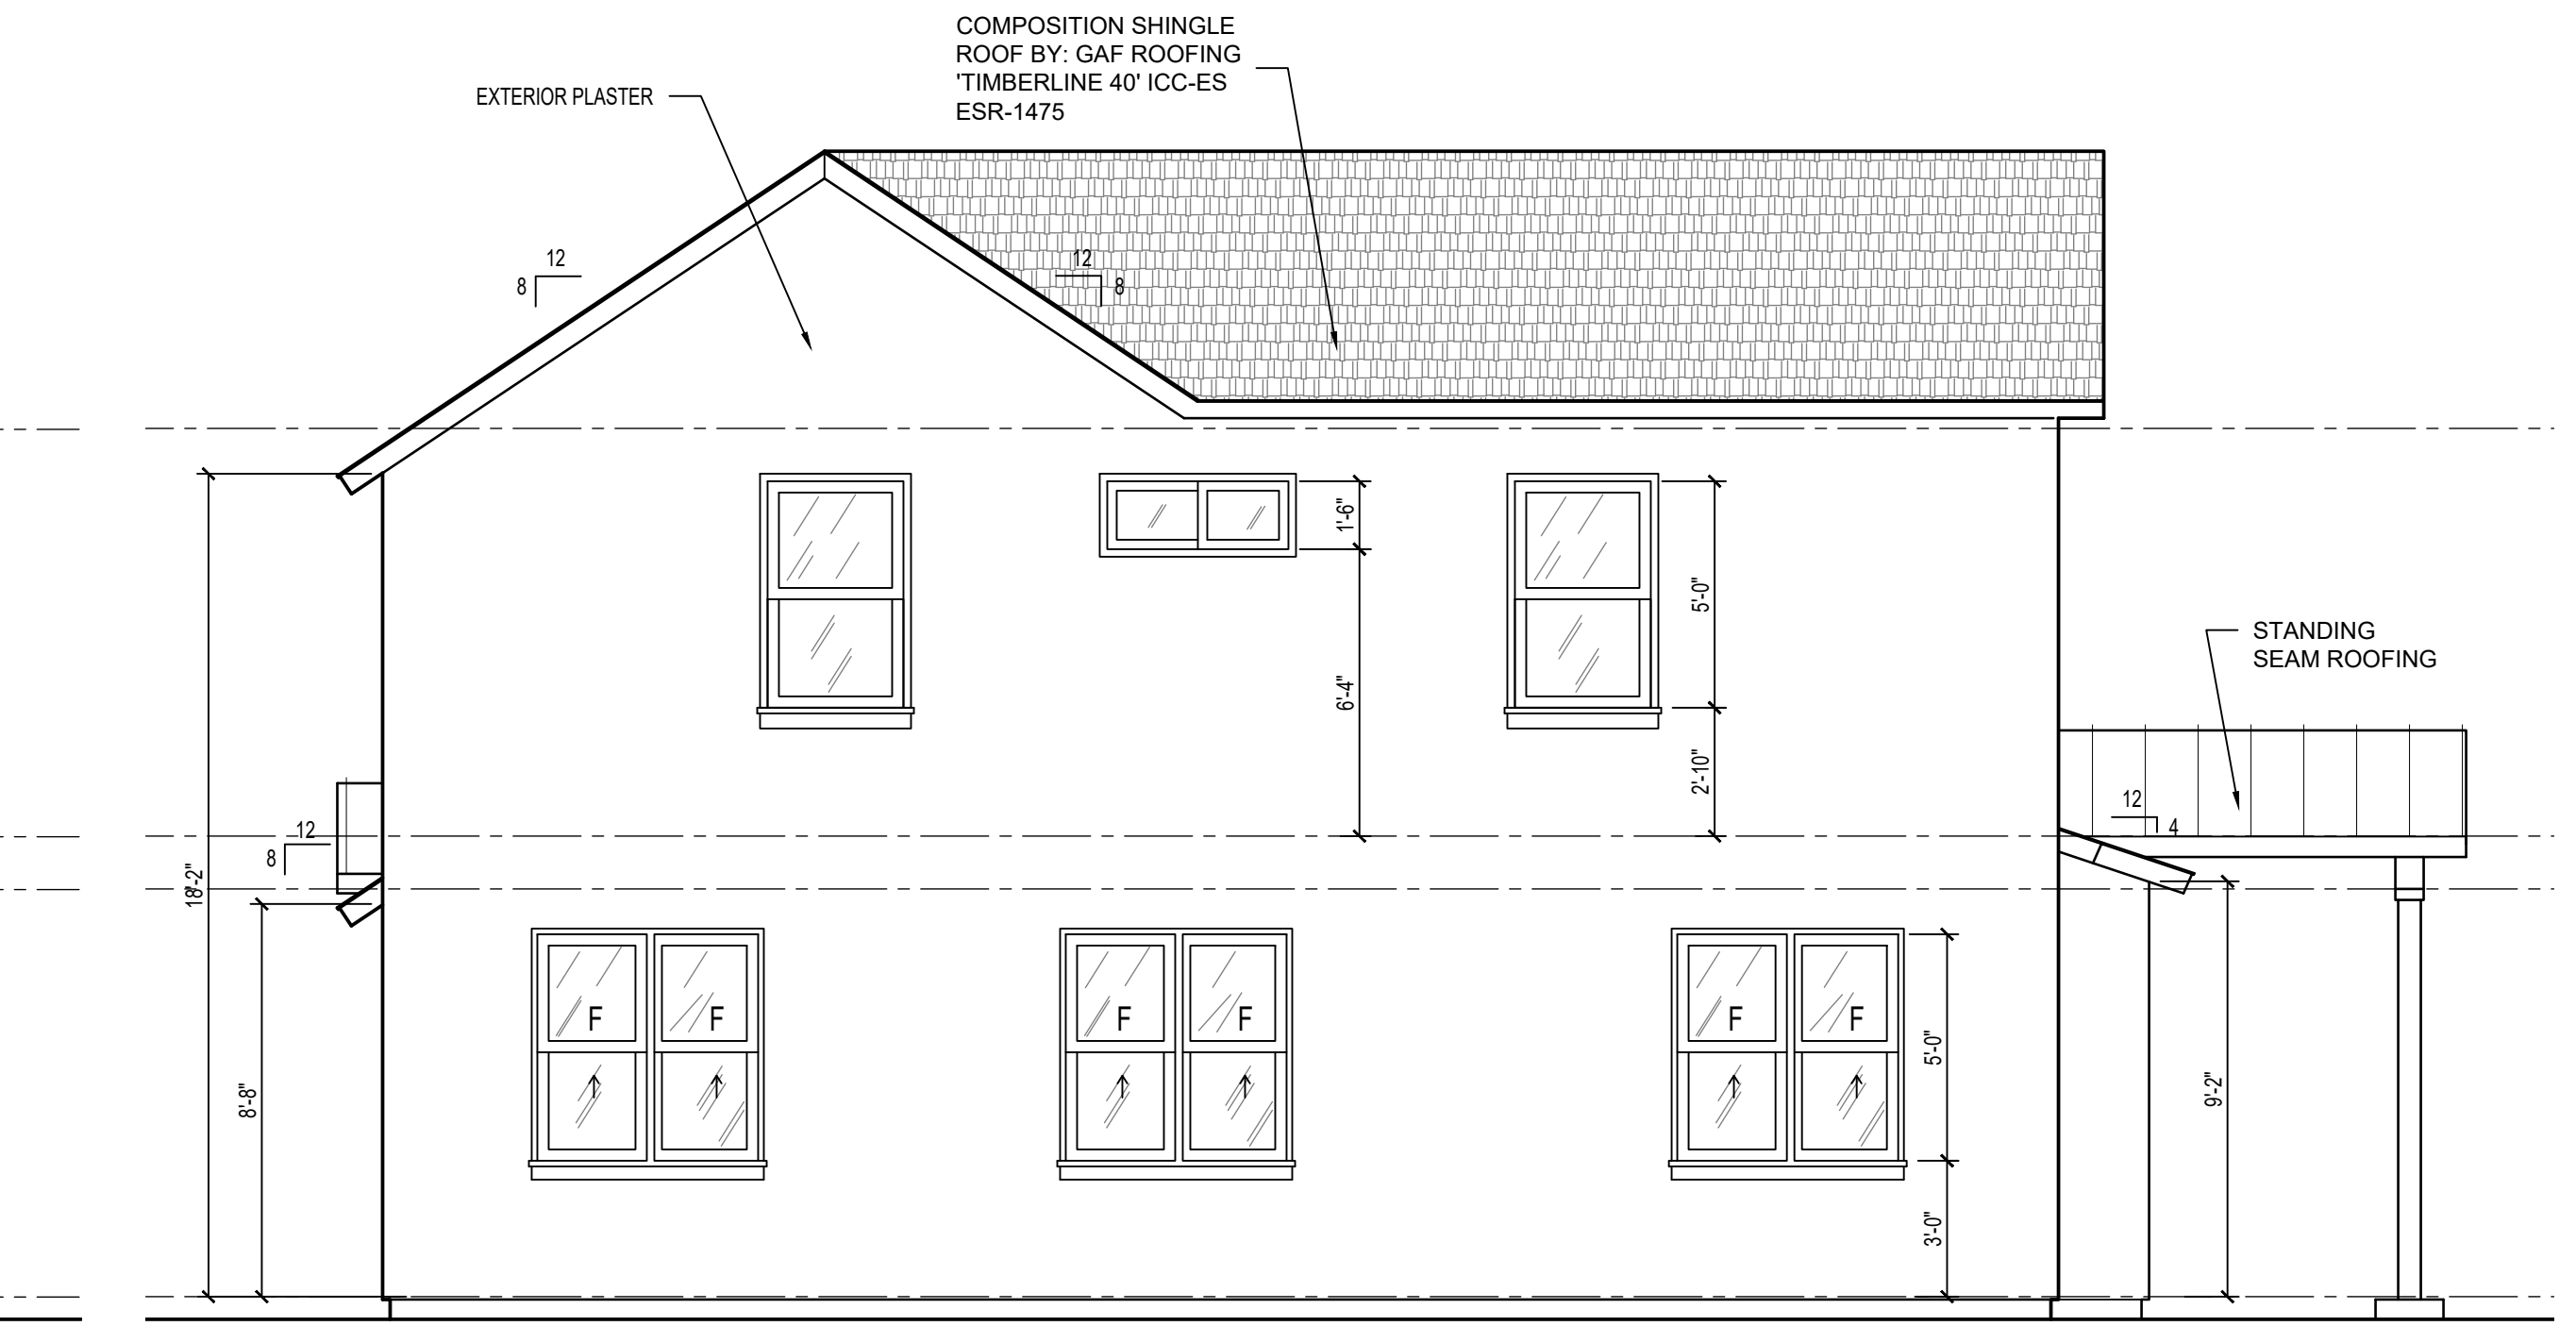 COMPOSITION SHINGLE
ROOF BY: GAF ROOFING
'TIMBERLINE 40' ICC-ES
ESR-1475
EXTERIOR PLASTER
12
8
12
8
1'-6"
5'-0"
6'-4"
2'-10"
STANDING
SEAM ROOFING
12
4
12
8
18'-2"
8'-8"
F
F
F
F
F
F
5'-0"
9'-2"
3'-0"